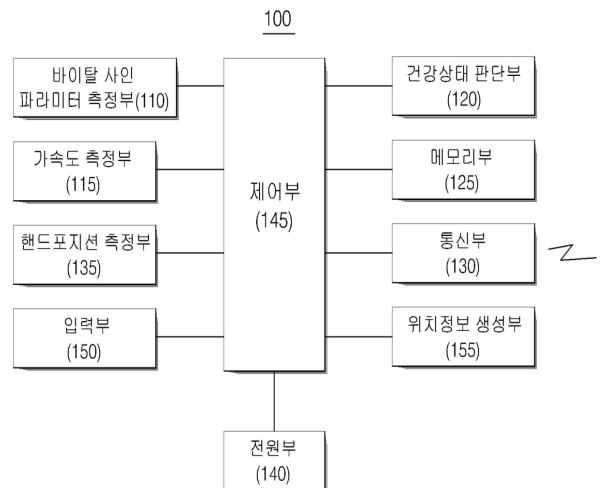 100
바이탈 사인
파라미터 측정부(110)
가속도 측정부
(115)
핸드포지션 측정부
(135)
입력부
(150)
제어부
(145)
건강상태 판단부
(120)
메모리부
(125)
통신부
(130)
위치정보 생성부
(155)
전원부
(140)